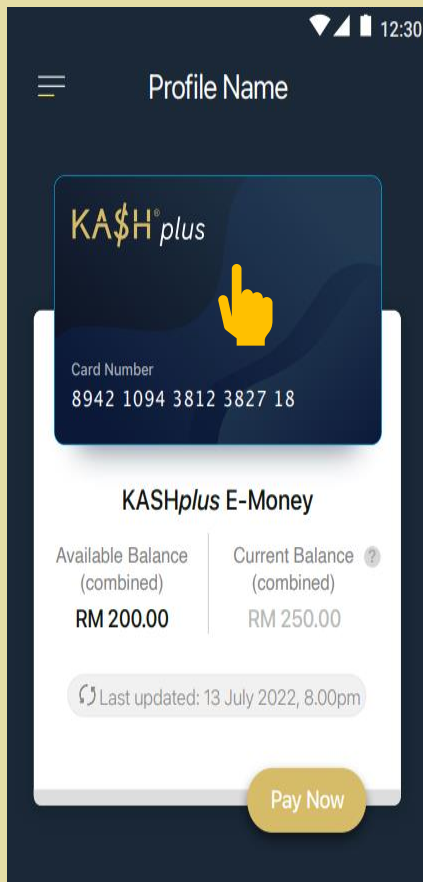 12:30
Profile Name
KA$H® plus
Card Number
8942 1094 3812 3827 18
KASHplus E-Money
Available Balance
(combined)
RM 200.00
Current Balance ?
(combined)
RM 250.00
Last updated: 13 July 2022, 8.00pm
Pay Now